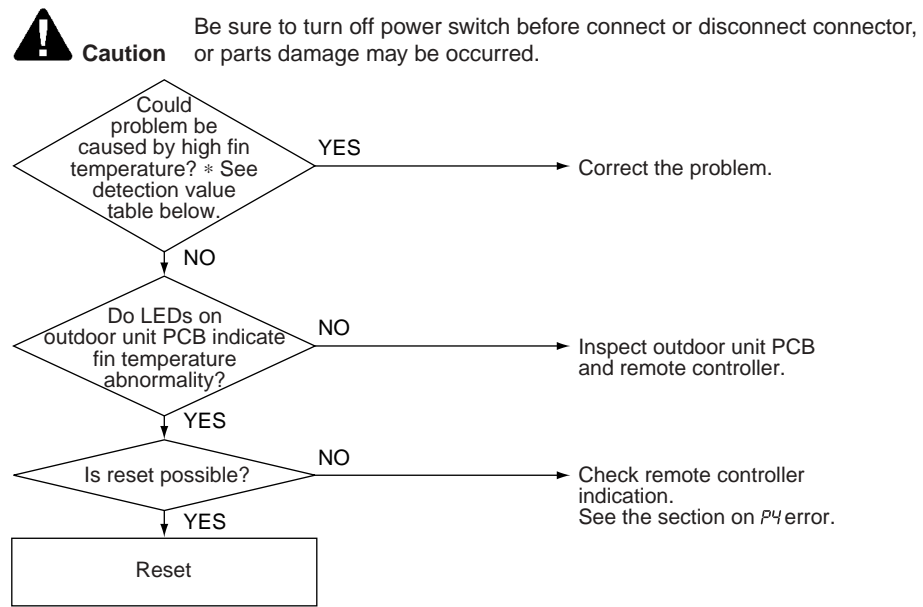 Be sure to turn off power switch before connect or disconnect connector,
Caution or parts damage may be occurred.
Could
problem be
caused by high fin
temperature? * See
detection value
table below.
YES
Correct the problem.
NO
Do LEDs on
outdoor unit PCB indicate
fin temperature
abnormality?
NO
Inspect outdoor unit PCB
and remote controller.
YES
Is reset possible?
NO
Check remote controller
indication.
See the section on P4 error.
YES
Reset